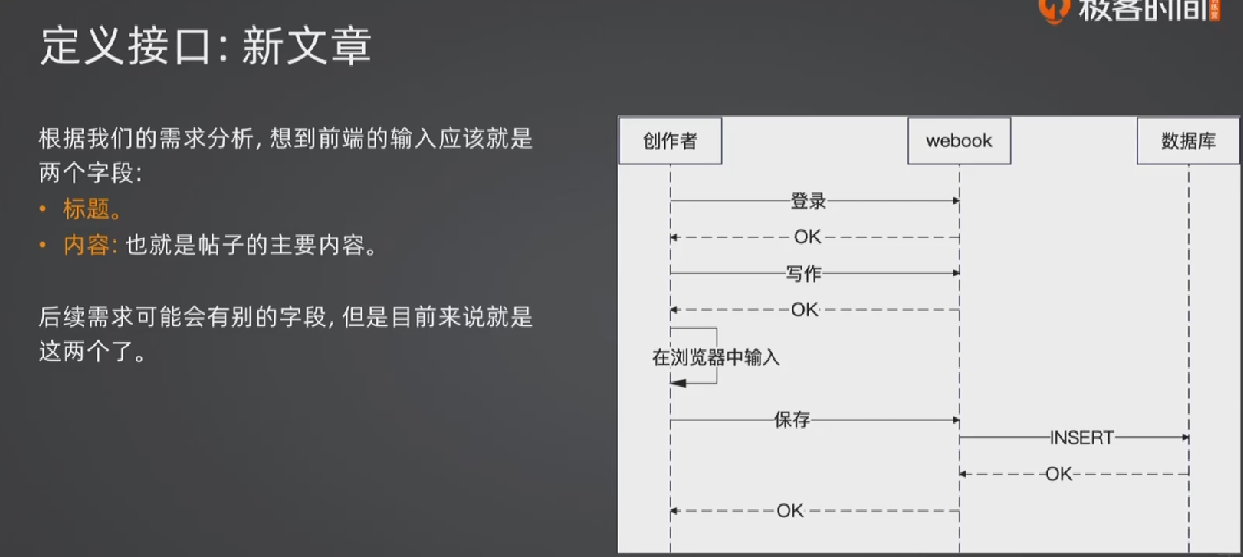 极客时间
定义接口：新文章
根据我们的需求分析, 想到前端的输入应该就是
两个字段：
• 标题。
• 内容: 也就是帖子的主要内容。
后续需求可能会有别的字段, 但是目前来说就是
这两个了。
创作者
webook
数据库
登录
OK
写作
OK
在浏览器中输入
保存
INSERT
OK
OK